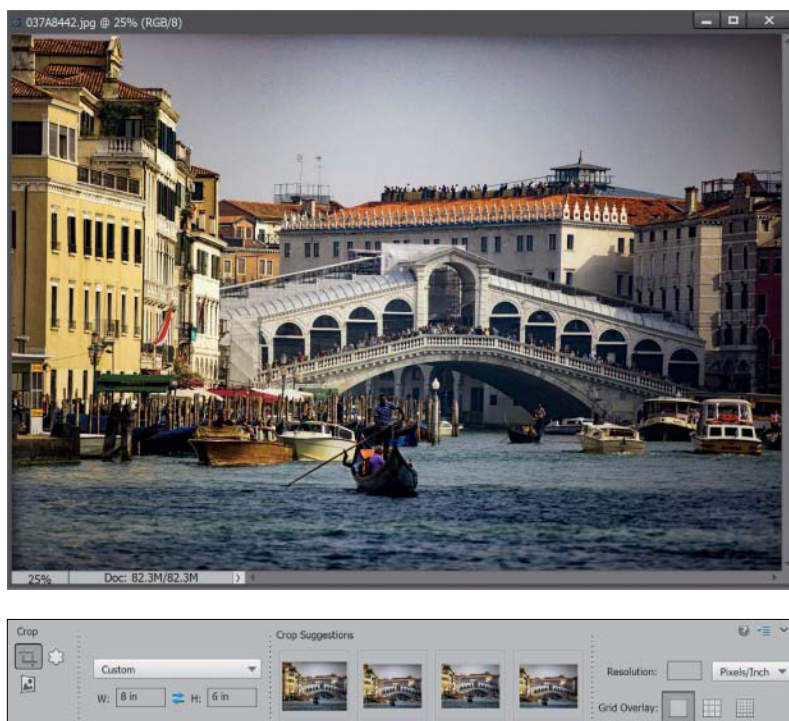 037A8442.jpg @ 25% (RGB/8)
25% Doc: 82.3M/82.3M
Crop
Crop Suggestions
Custom
Resolution: Pixels/Inch
W: 8 in H: 6 in
Grid Overlay: